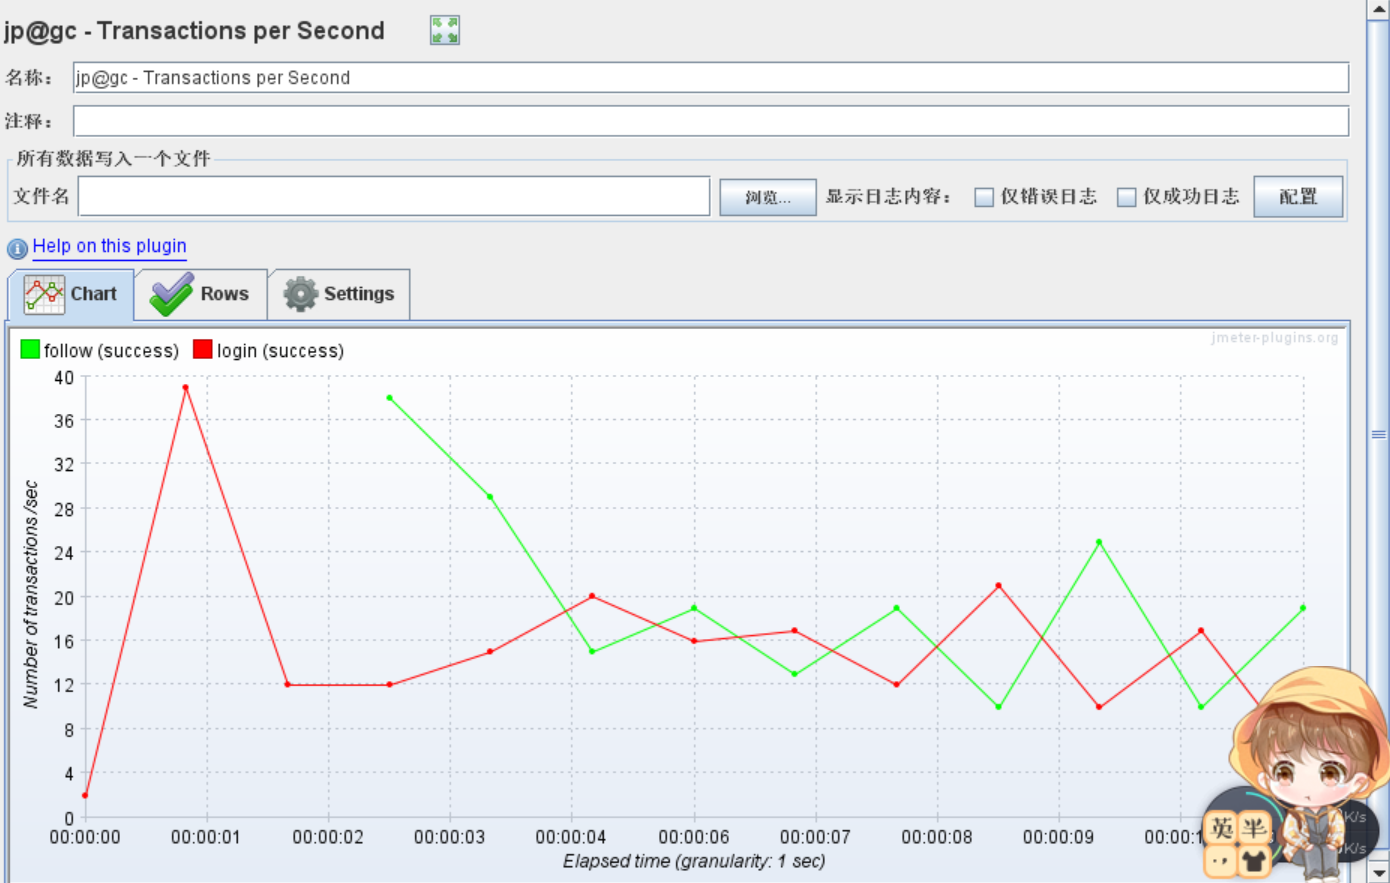 jp@gc - Transactions per Second
名称： jp@gc - Transactions per Second
注释：
所有数据写入一个文件
文件名 浏览... 显示日志内容： 仅错误日志 仅成功日志 配置
Help on this plugin
Chart Rows Settings
jmeter-plugins.org
follow (success) login (success)
40
36
32
28
24
20
16
12
8
4
0
Number of transactions /sec
00:00:00 00:00:01 00:00:02 00:00:03 00:00:04 00:00:06 00:00:07 00:00:08 00:00:09
Elapsed time (granularity: 1 sec)
英 半
K/s
K/s